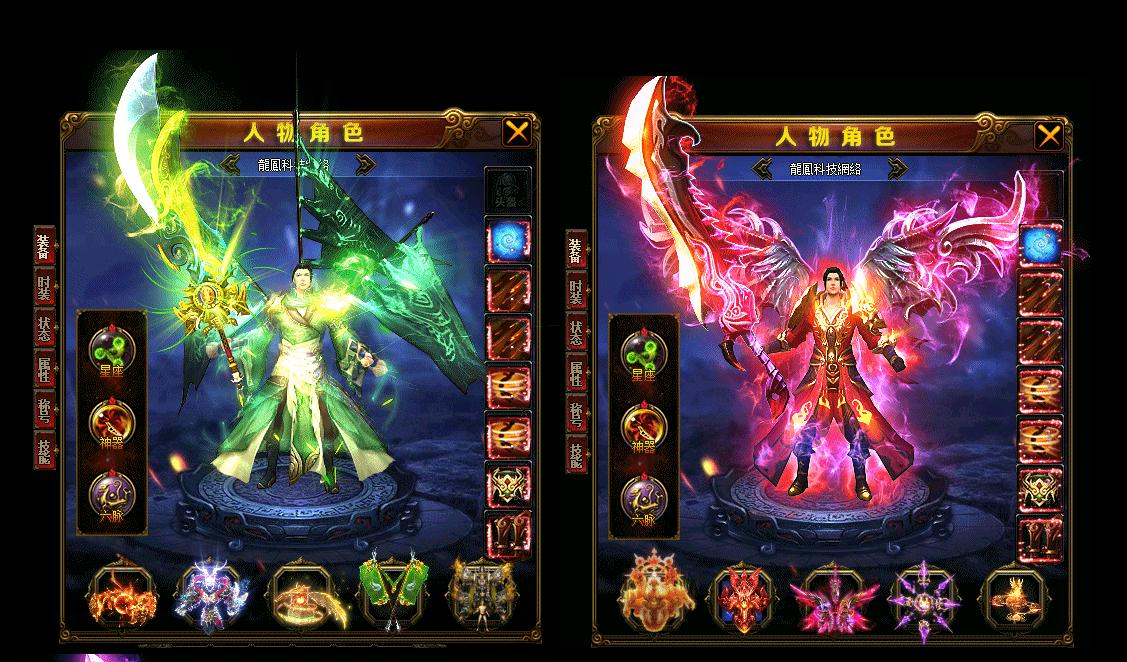 人物角色
龍鳳科技網络
头盔
装备
时装
状态
属性
称号
技能
星座
神器
六脉
人物角色
龍鳳科技網络
装备
时装
状态
属性
称号
技能
星座
神器
六脉